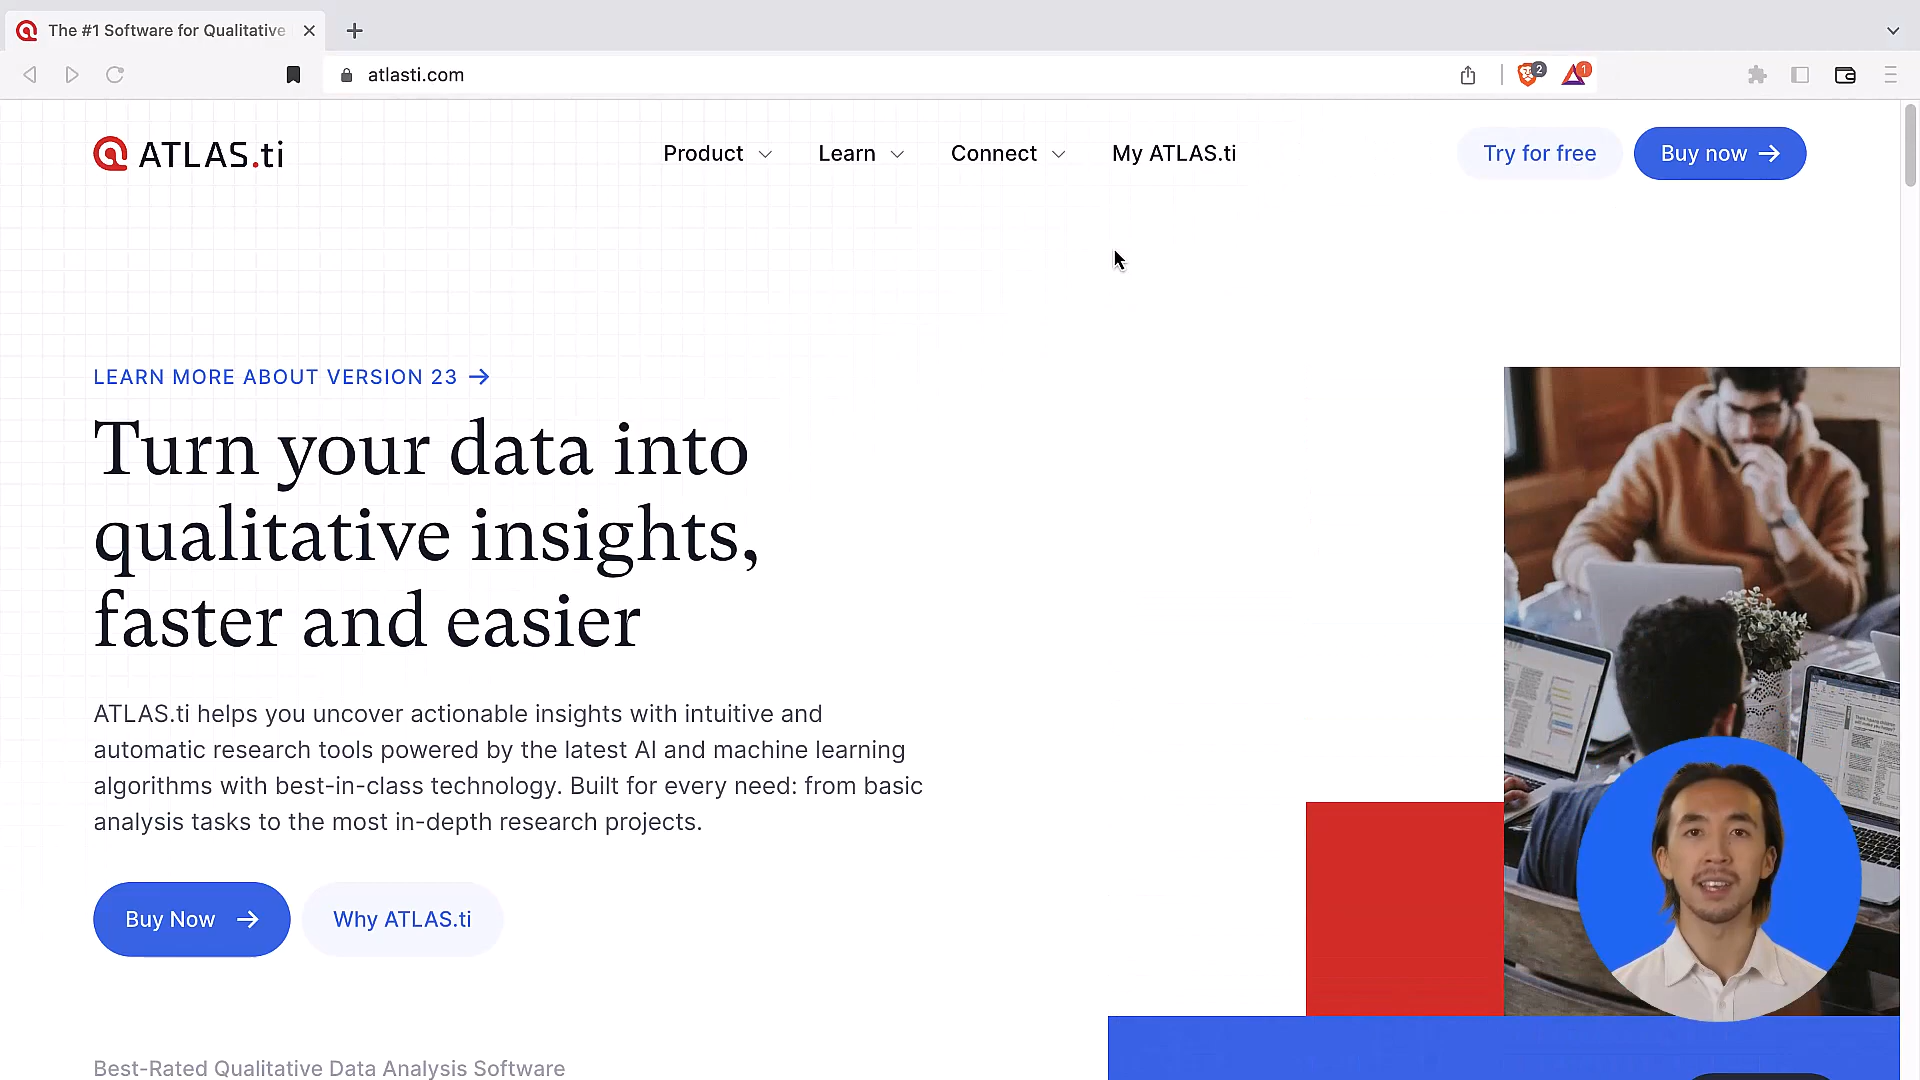 The #1 Software for Qualitative
atlasti.com
2
1
ATLAS.ti
Product
Learn
Connect
My ATLAS.ti
Try for free
Buy now
LEARN MORE ABOUT VERSION 23
Turn your data into
qualitative insights,
faster and easier
ATLAS.ti helps you uncover actionable insights with intuitive and
automatic research tools powered by the latest AI and machine learning
algorithms with best-in-class technology. Built for every need: from basic
analysis tasks to the most in-depth research projects.
Buy Now
Why ATLAS.ti
Best-Rated Qualitative Data Analysis Software